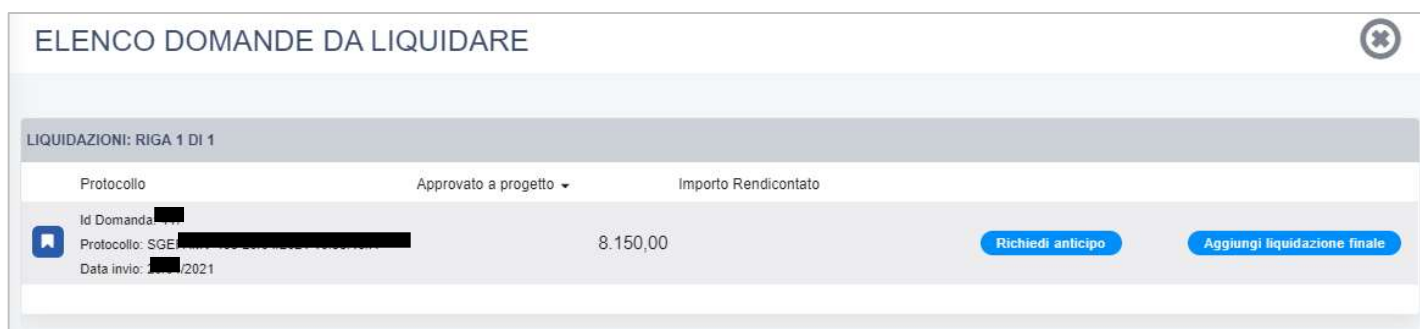 ELENCO DOMANDE DA LIQUIDARE
LIQUIDAZIONI: RIGA 1 DI 1
Protocollo Approvato a progetto Importo Rendicontato
Id Domanda:
Protocollo:
Data invio: /2021
8.150,00
Richiedi anticipo
Aggiungi liquidazione finale